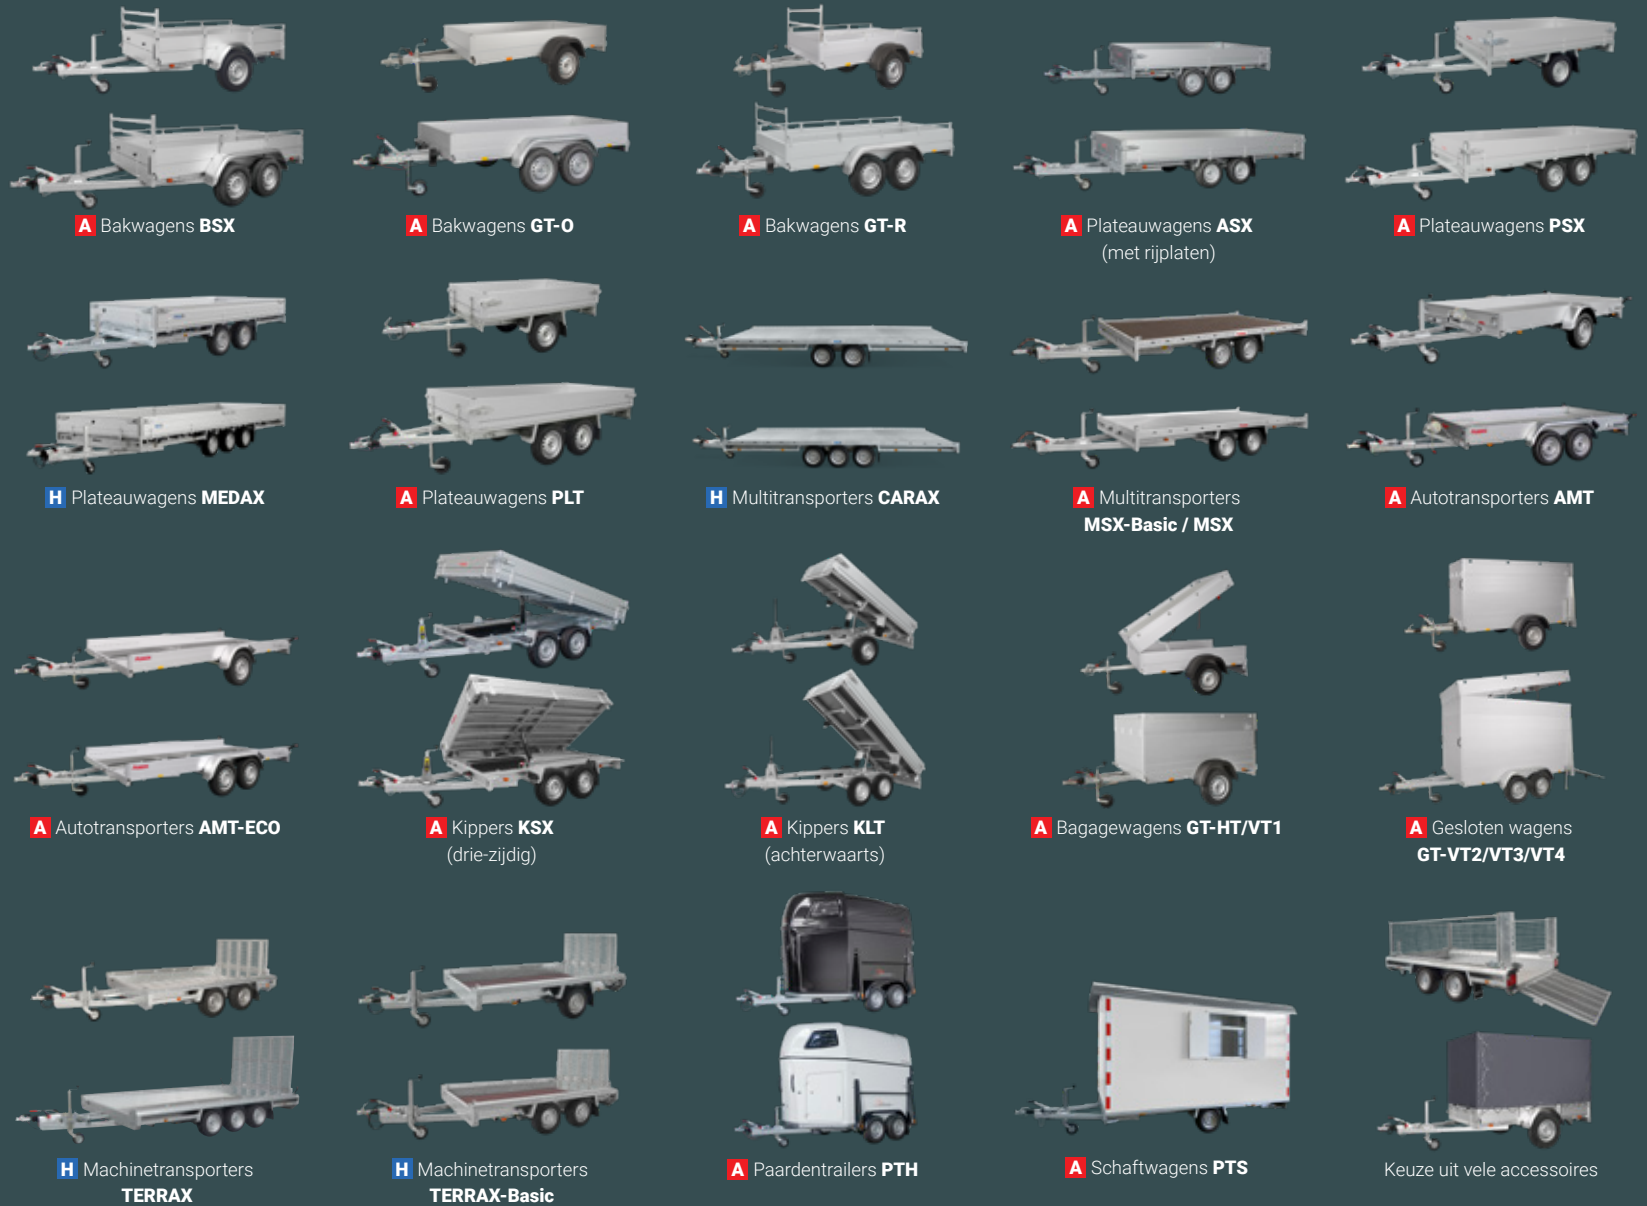 A Bakwagens BSX
A Bakwagens GT-O
A Bakwagens GT-R
A Plateauwagens ASX
(met rijplaten)
A Plateauwagens PSX
H Plateauwagens MEDAX
A Plateauwagens PLT
H Multitransporters CARAX
A Multitransporters
MSX-Basic / MSX
A Autotransporters AMT
A Autotransporters AMT-ECO
A Kippers KSX
(drie-zijdig)
A Kippers KLT
(achterwaarts)
A Bagagewagens GT-HT/VT1
A Gesloten wagens
GT-VT2/VT3/VT4
H Machinetransporters
TERRAX
H Machinetransporters
TERRAX-Basic
A Paardentrailers PTH
A Schaftwagens PTS
Keuze uit vele accessoires